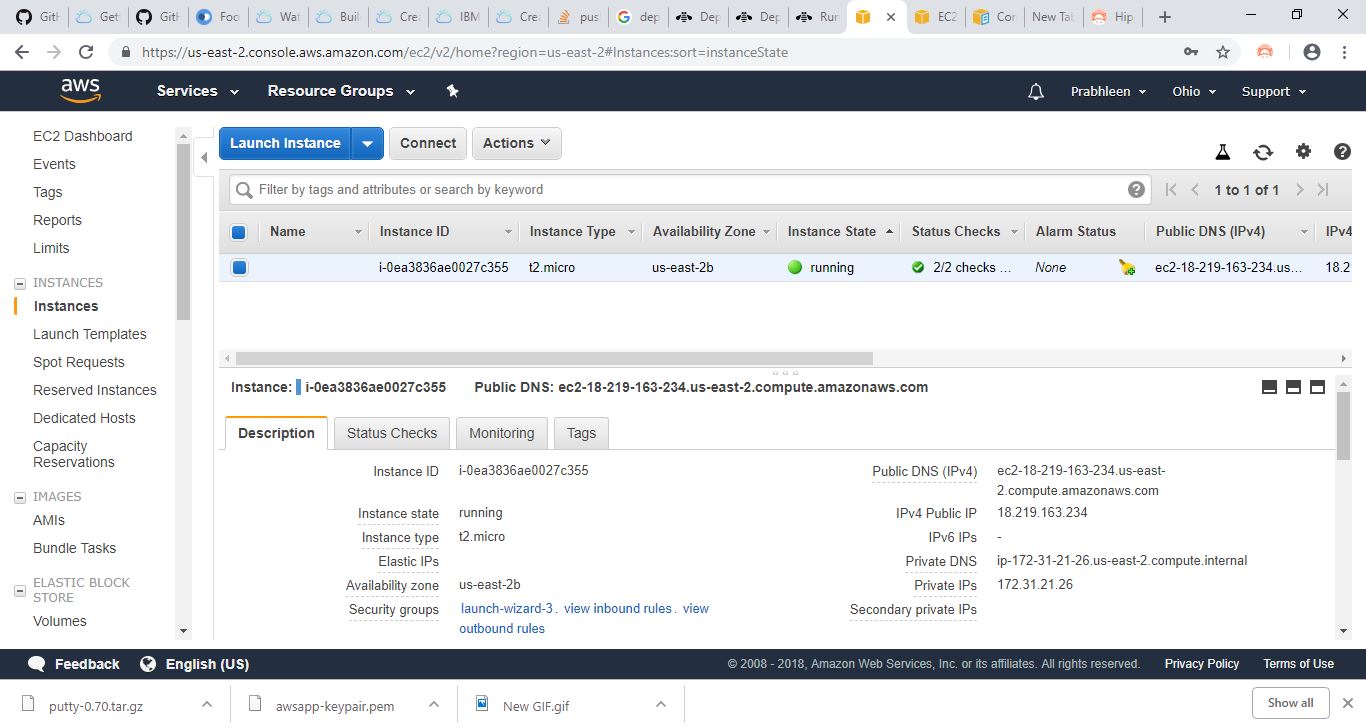 Git
Get
Git
Foo
Wat
Buil
Crea
IBM
Crea
pus
dep
Dep
Dep
Run
EC2
Con
New Tab
Hip
https://us-east-2.console.aws.amazon.com/ec2/v2/home?region=us-east-2#Instances:sort=instanceState
aws Services Resource Groups Prabhleen Ohio Support
EC2 Dashboard
Events
Tags
Reports
Limits
INSTANCES
Instances
Launch Templates
Spot Requests
Reserved Instances
Dedicated Hosts
Capacity
Reservations
IMAGES
AMIs
Bundle Tasks
ELASTIC BLOCK
STORE
Volumes
Launch Instance Connect Actions
Filter by tags and attributes or search by keyword 1 to 1 of 1
Name Instance ID Instance Type Availability Zone Instance State Status Checks Alarm Status Public DNS (IPv4) IPv4
i-0ea3836ae0027c355 t2.micro us-east-2b running 2/2 checks ... None ec2-18-219-163-234.us... 18.2
Instance: i-0ea3836ae0027c355 Public DNS: ec2-18-219-163-234.us-east-2.compute.amazonaws.com
Description Status Checks Monitoring Tags
Instance ID i-0ea3836ae0027c355
Instance state running
Instance type t2.micro
Elastic IPs
Availability zone us-east-2b
Security groups launch-wizard-3. view inbound rules. view
outbound rules
Public DNS (IPv4) ec2-18-219-163-234.us-east-
2.compute.amazonaws.com
IPv4 Public IP 18.219.163.234
IPv6 IPs -
Private DNS ip-172-31-21-26.us-east-2.compute.internal
Private IPs 172.31.21.26
Secondary private IPs
Feedback English (US) © 2008 - 2018, Amazon Web Services, Inc. or its affiliates. All rights reserved. Privacy Policy Terms of Use
putty-0.70.tar.gz awsapp-keypair.pem New GIF.gif Show all